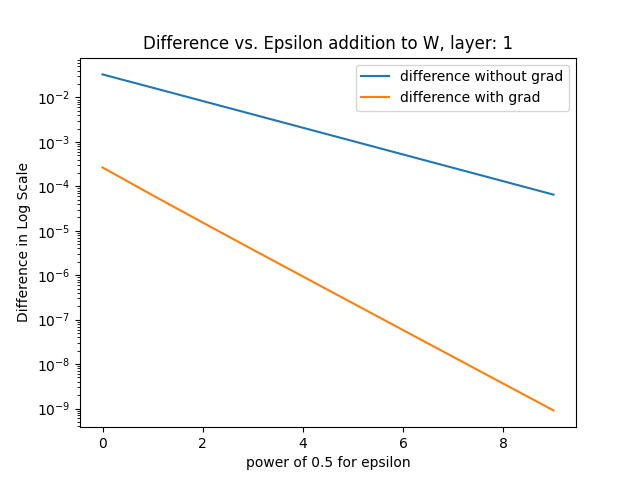 Difference vs. Epsilon addition to W, layer: 1
difference without grad
difference with grad
Difference in Log Scale
10⁻²
10⁻³
10⁻⁴
10⁻⁵
10⁻⁶
10⁻⁷
10⁻⁸
10⁻⁹
0 2 4 6 8
power of 0.5 for epsilon